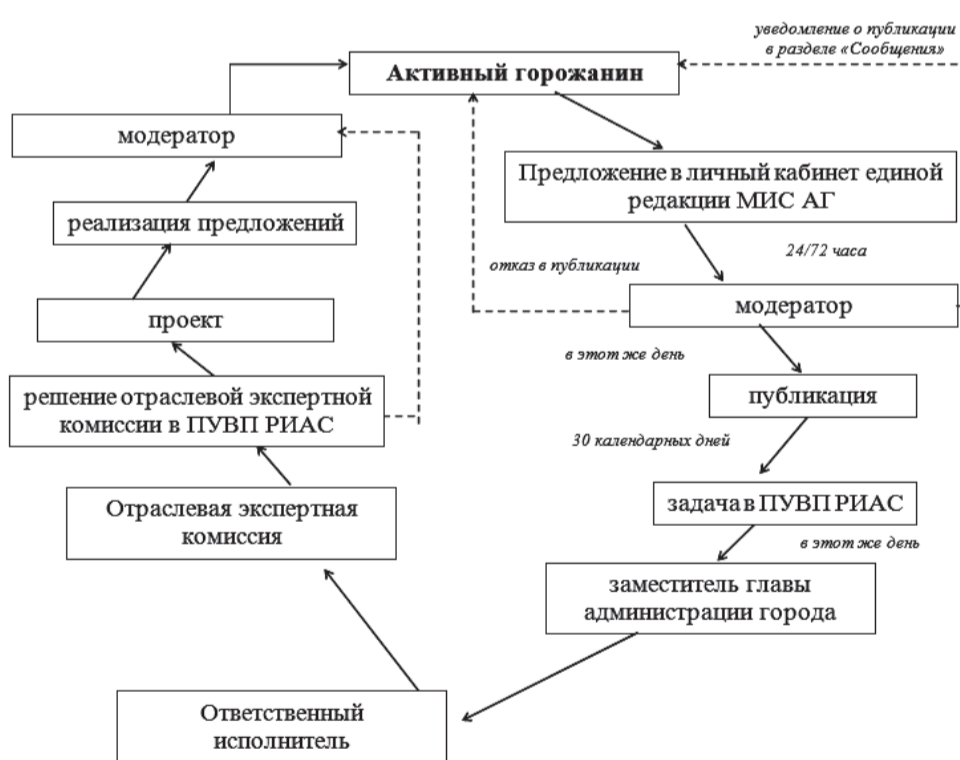 уведомление о публикации
в разделе «Сообщения»
Активный горожанин
модератор
Предложение в личный кабинет единой
редакции МИС АГ
реализация предложений
24/72 часа
отказ в публикации
модератор
проект
в этот же день
решение отраслевой экспертной
комиссии в ПУВП РИАС
публикация
30 календарных дней
Отраслевая экспертная
комиссия
задача в ПУВП РИАС
в этот же день
заместитель главы
администрации города
Ответственный
исполнитель